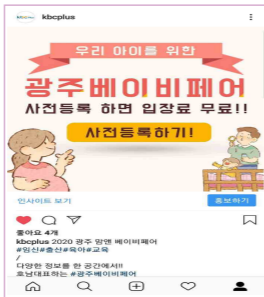 kbcplus
우리 아이를 위한
광주베이비페어
사전등록 하면 입장료 무료!!
사전등록하기!
인사이트 보기
홍보하기
좋아요 4개
kbcplus 2020 광주 맘앤 베이비페어
#임산#출산#육아#교육
/
다양한 정보를 한 공간에서!!
호남대표하는 #광주베이비페어